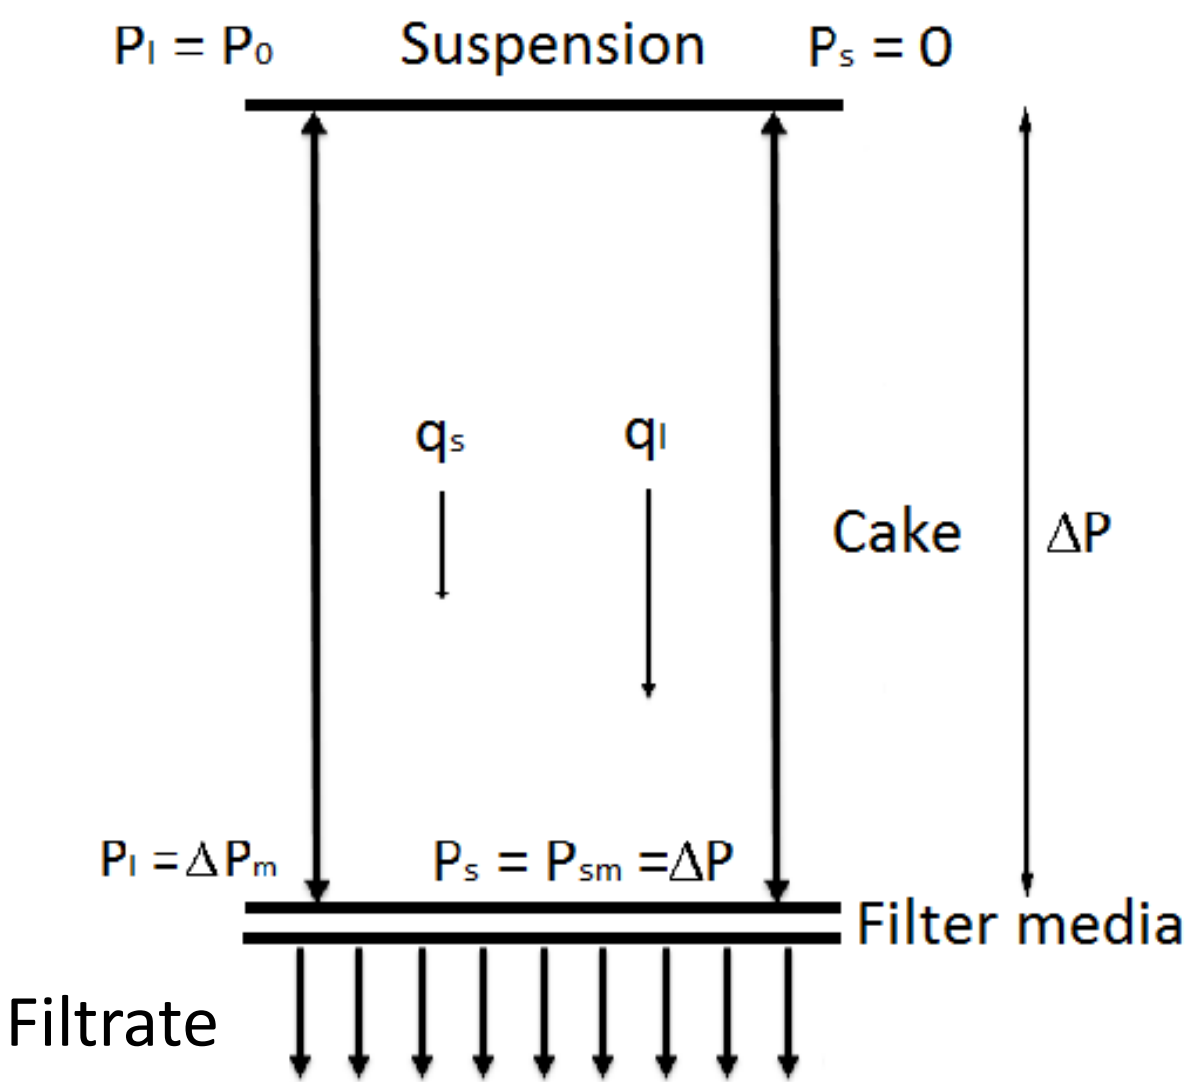 Pl = P0 Suspension Ps = 0
qs ql
Cake ΔP
Pl = ΔPm Ps = Psm =ΔP
Filter media
Filtrate